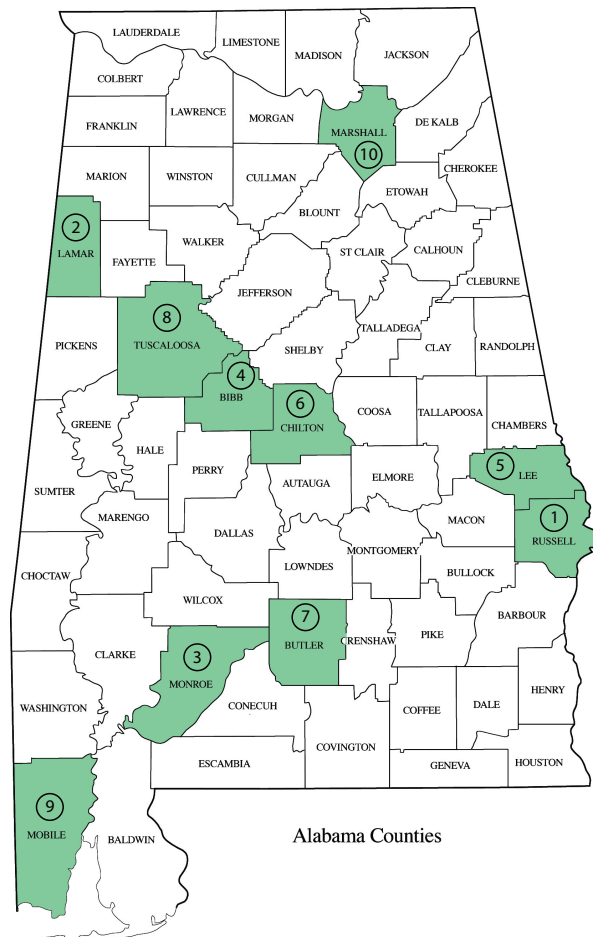 LAUDERDALE
LIMESTONE
MADISON
JACKSON
COLBERT
LAWRENCE
MORGAN
FRANKLIN
MARSHALL
10
DE KALB
CHEROKEE
MARION
WINSTON
CULLMAN
ETOWAH
BLOUNT
2
LAMAR
FAYETTE
WALKER
ST CLAIR
CALHOUN
CLEBURNE
JEFFERSON
8
TUSCALOOSA
PICKENS
TALLADEGA
SHELBY
CLAY
RANDOLPH
4
BIBB
6
CHILTON
COOSA
TALLAPOOSA
CHAMBERS
GREENE
HALE
PERRY
5
LEE
ELMORE
AUTAUGA
SUMTER
MARENGO
DALLAS
MACON
1
RUSSELL
MONTGOMERY
LOWNDES
BULLOCK
CHOCTAW
WILCOX
7
BUTLER
CRENSHAW
PIKE
BARBOUR
CLARKE
3
MONROE
CONECUH
WASHINGTON
COFFEE
DALE
HENRY
COVINGTON
ESCAMBIA
GENEVA
HOUSTON
9
MOBILE
BALDWIN
Alabama Counties